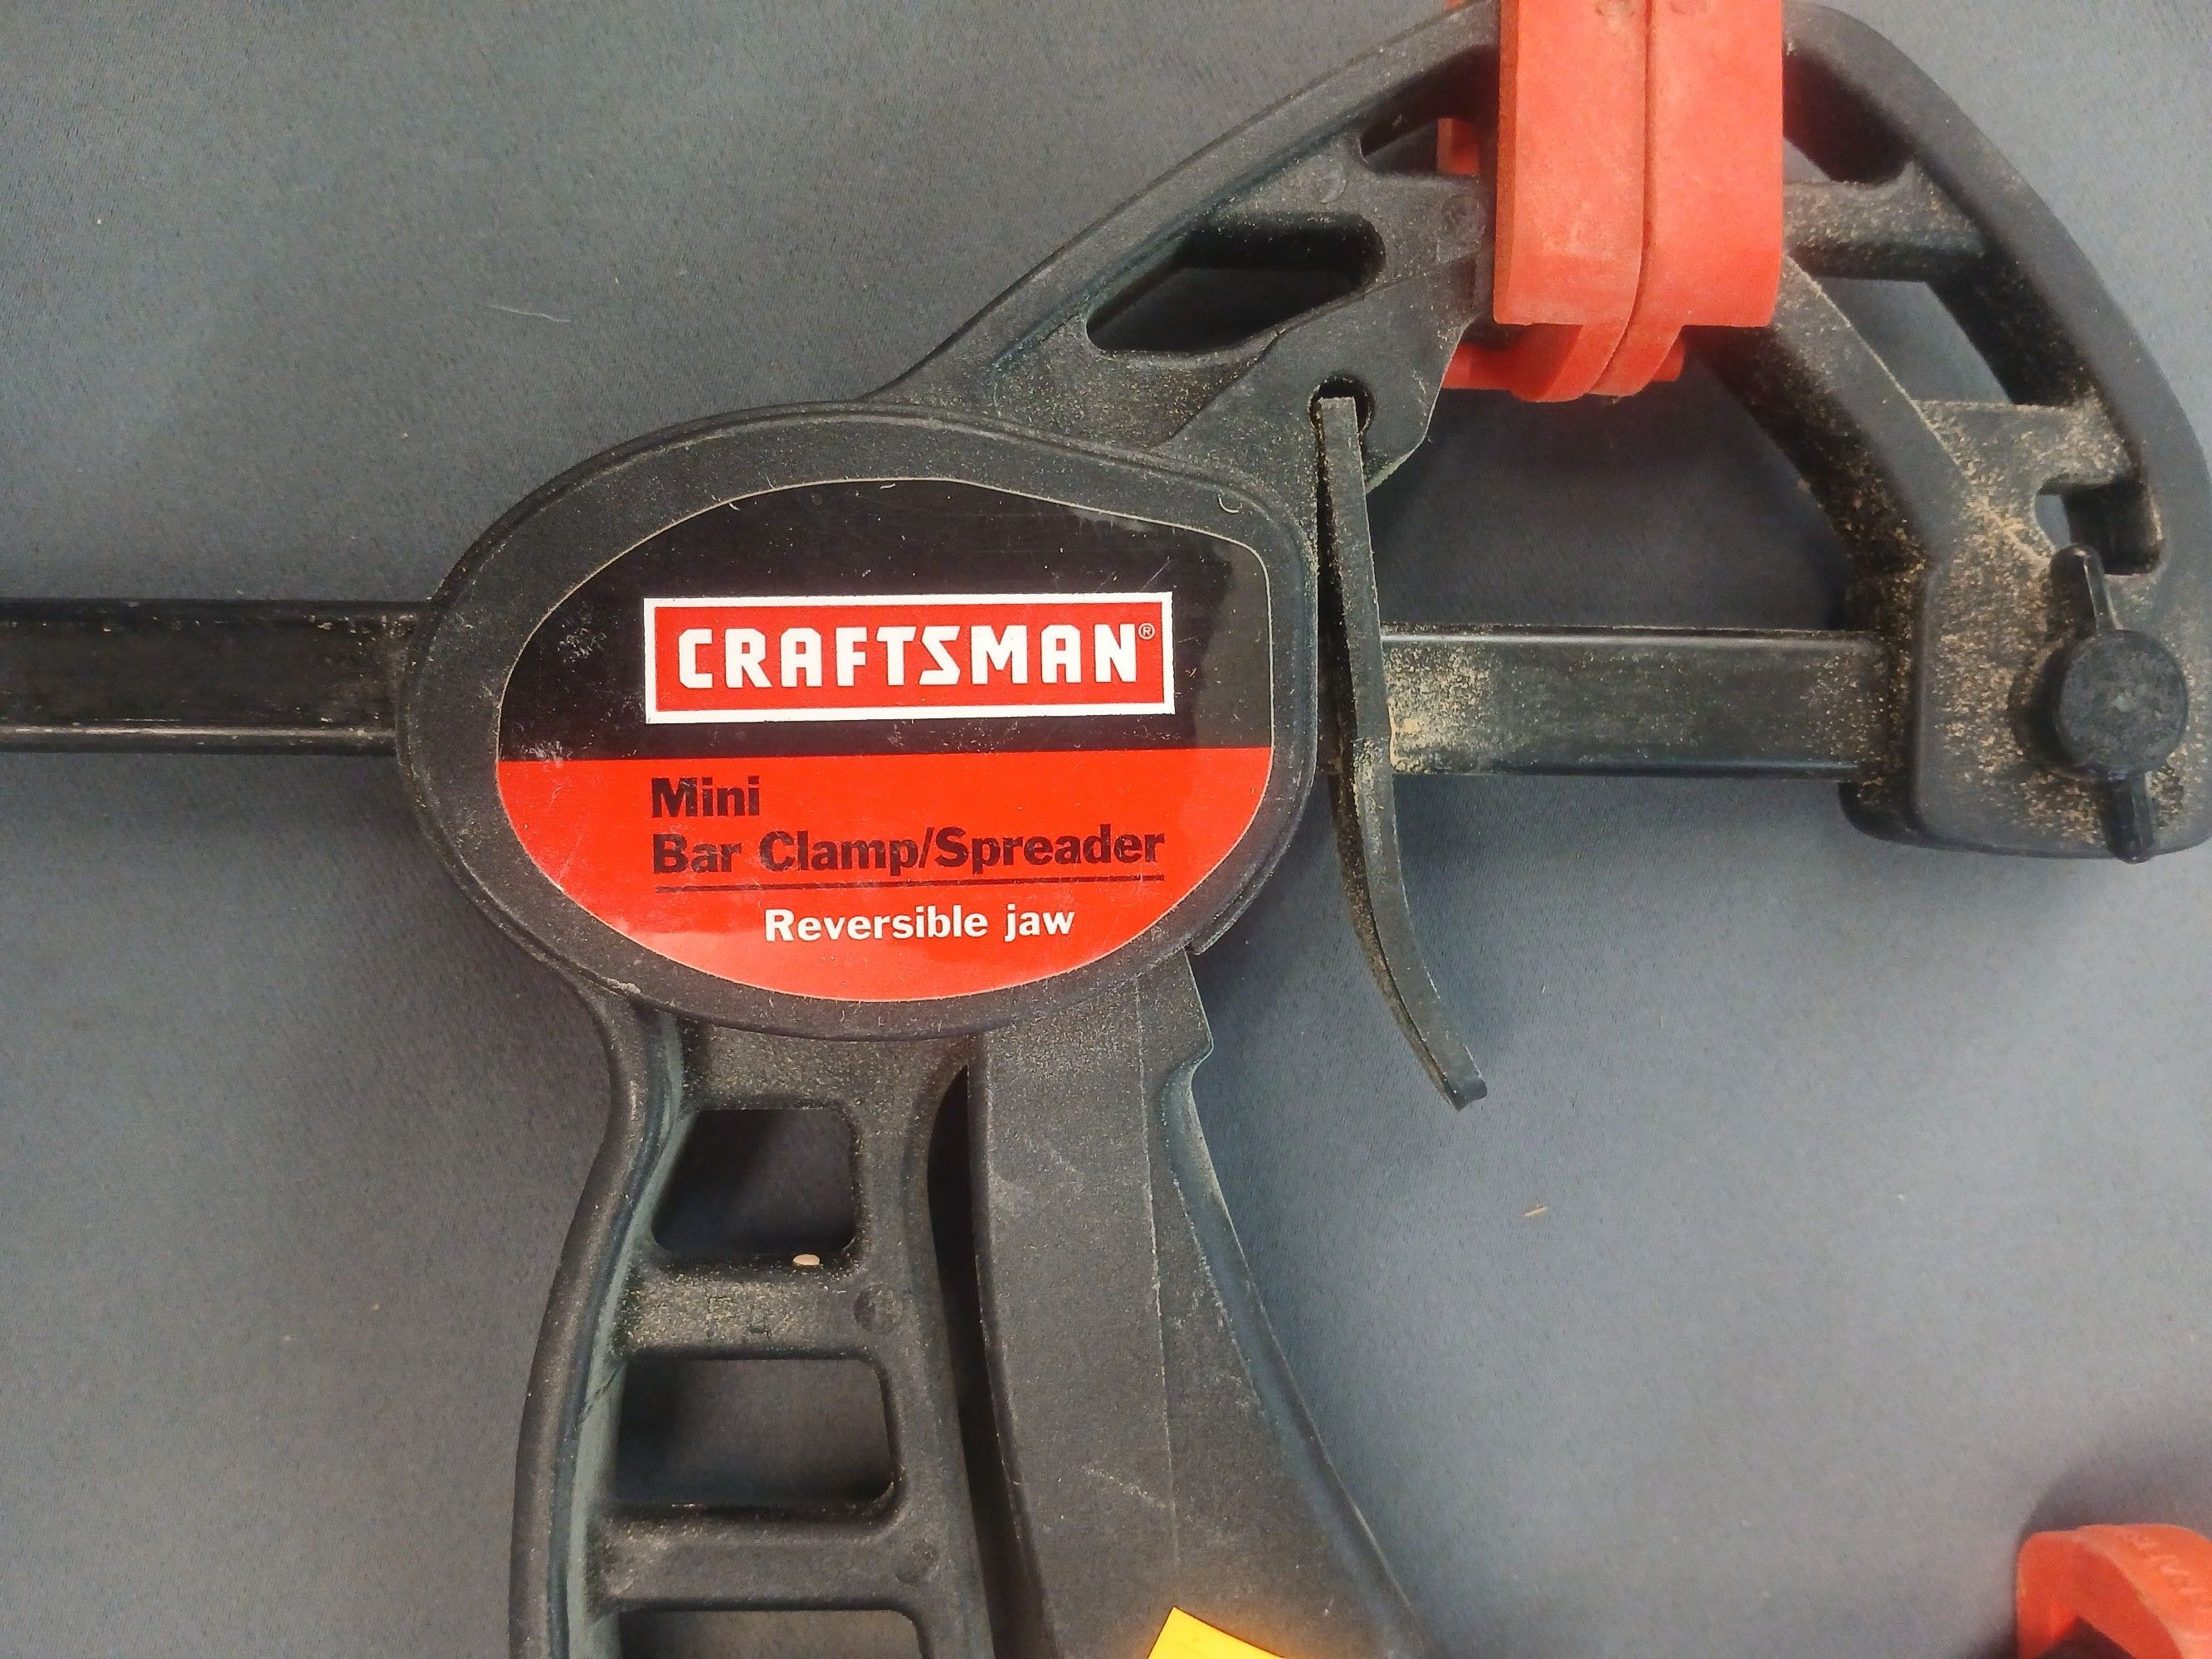 CRAFTSMAN®
Mini
Bar Clamp/Spreader
Reversible jaw